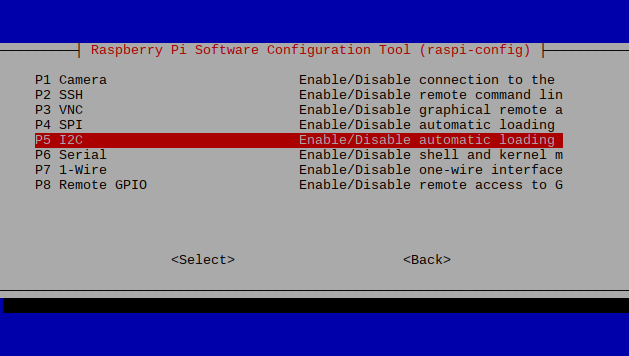 Raspberry Pi Software Configuration Tool (raspi-config)
P1 Camera Enable/Disable connection to the
P2 SSH Enable/Disable remote command lin
P3 VNC Enable/Disable graphical remote a
P4 SPI Enable/Disable automatic loading
P5 I2C Enable/Disable automatic loading
P6 Serial Enable/Disable shell and kernel m
P7 1-Wire Enable/Disable one-wire interface
P8 Remote GPIO Enable/Disable remote access to G
<Select> <Back>